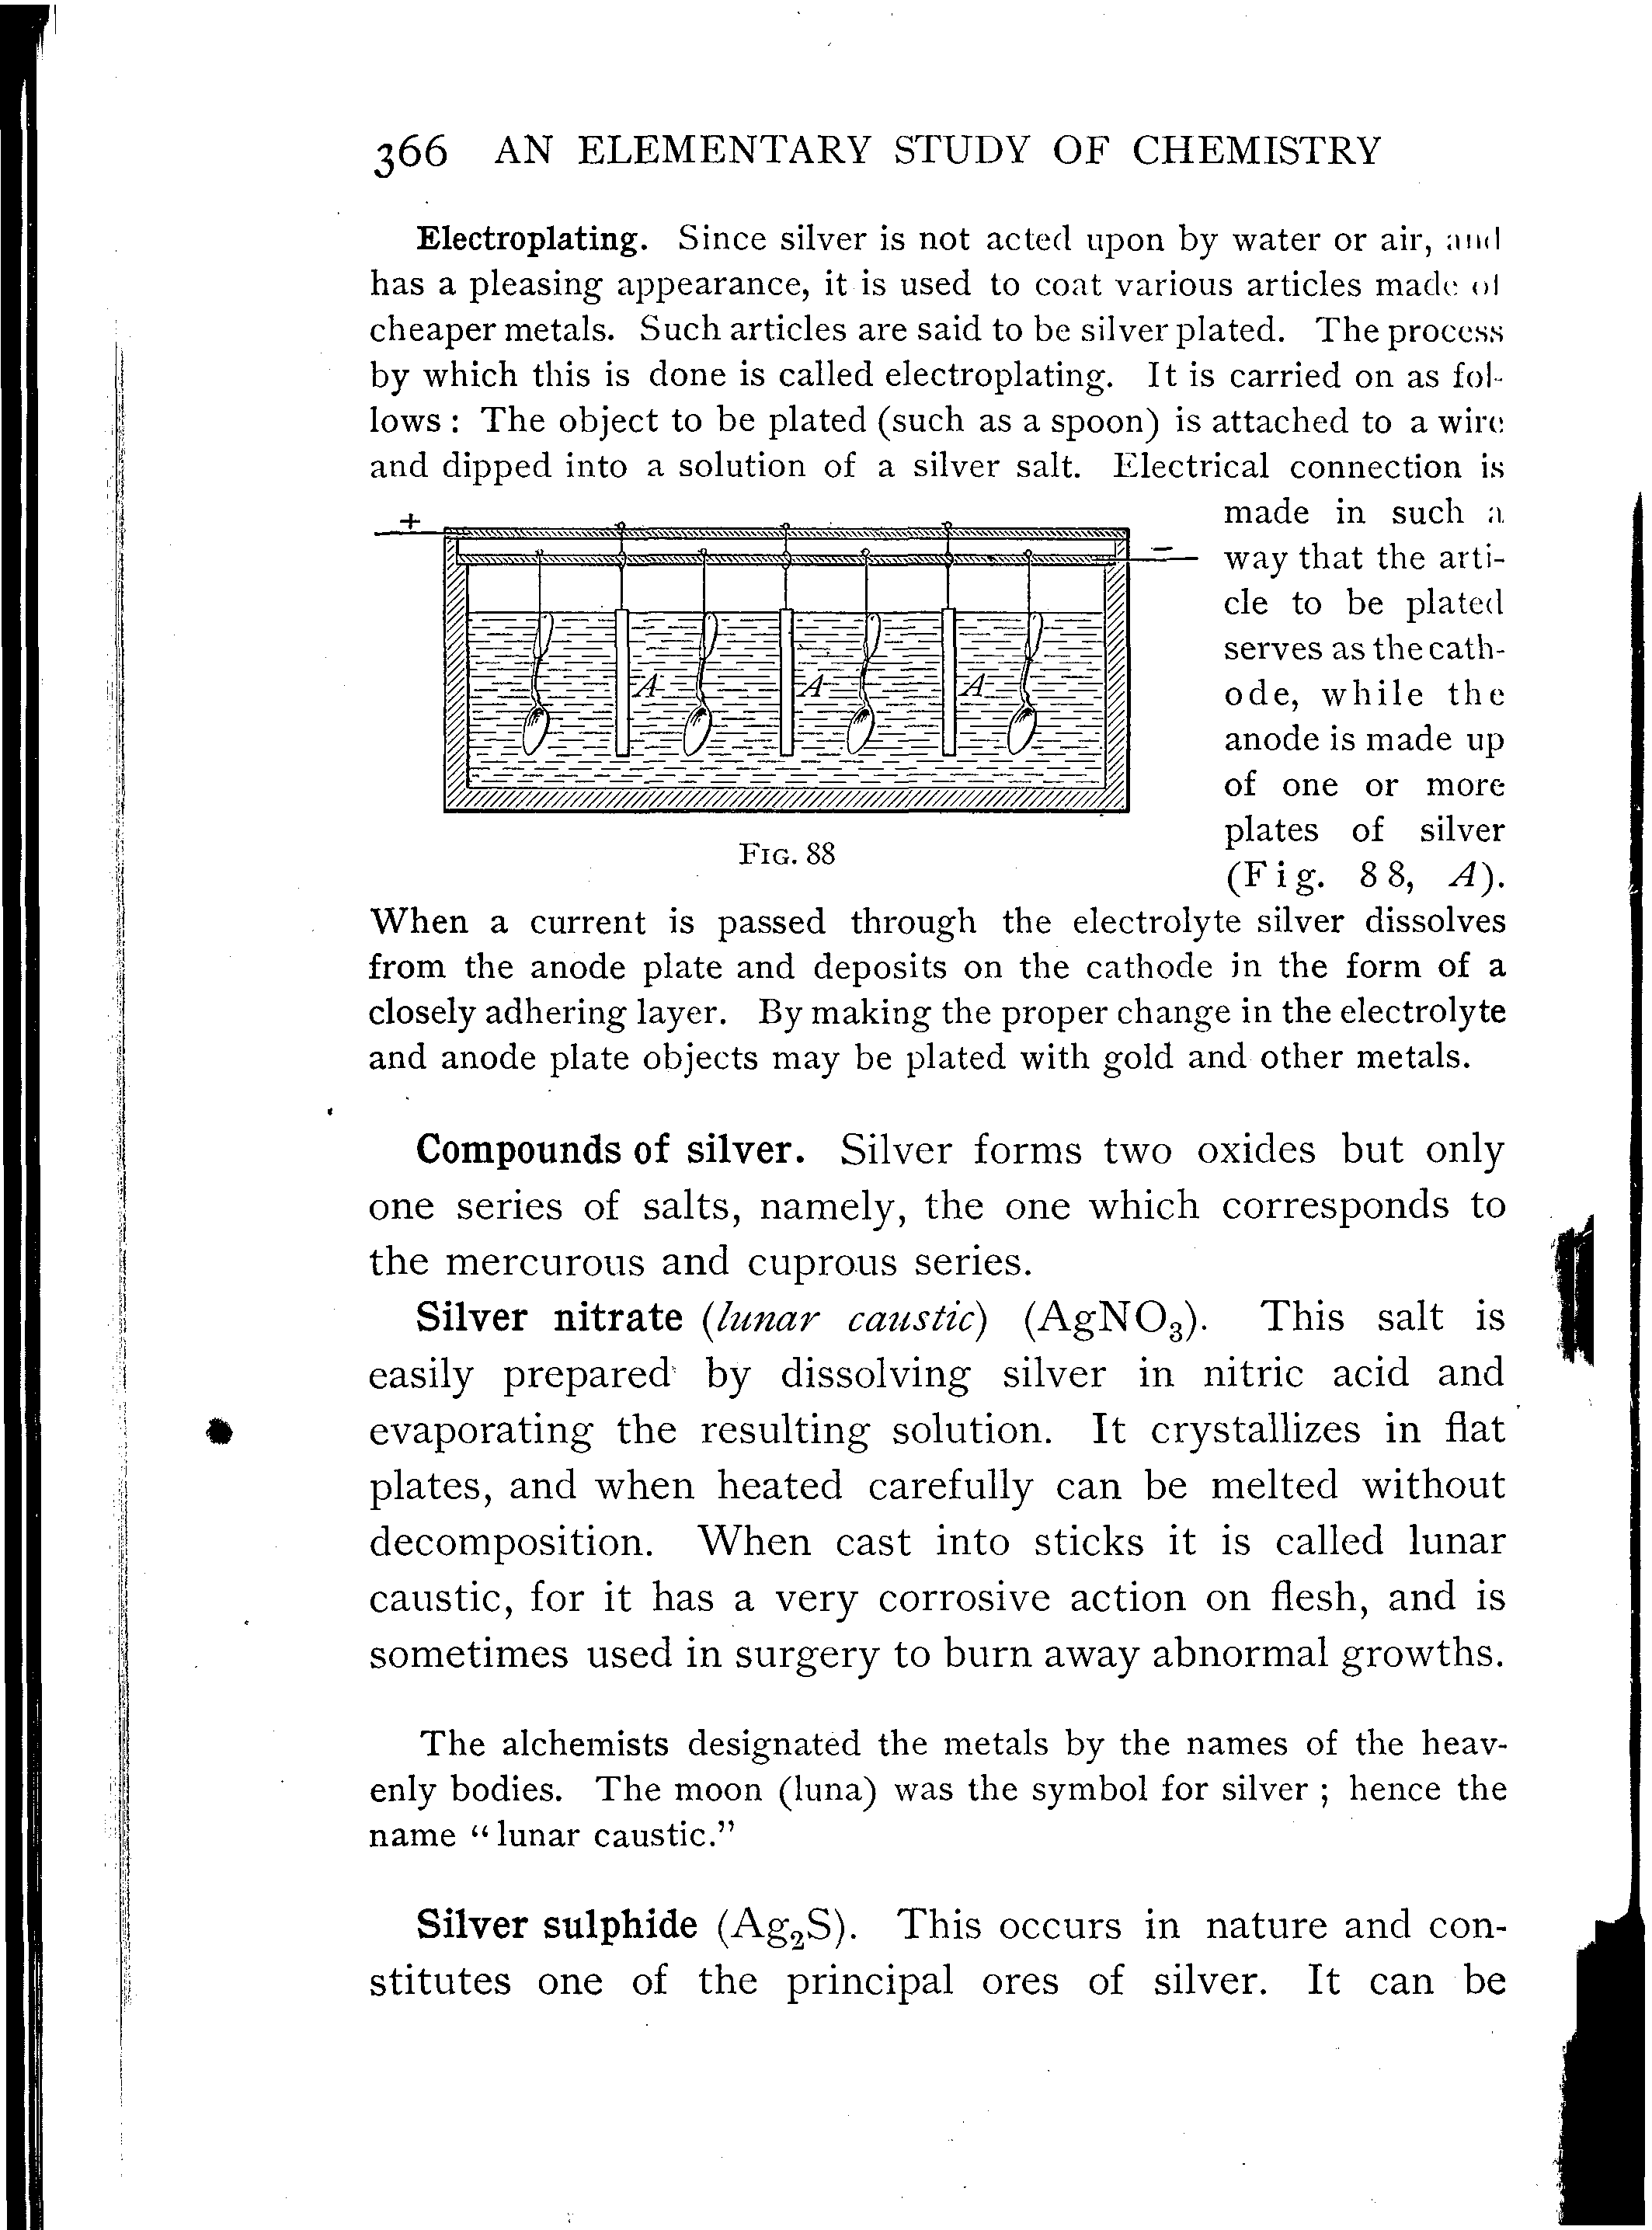 366 AN ELEMENTARY STUDY OF CHEMISTRY
Electroplating. Since silver is not acted upon by water or air, and
has a pleasing appearance, it is used to coat various articles made of
cheaper metals. Such articles are said to be silver plated. The process
by which this is done is called electroplating. It is carried on as fol-
lows : The object to be plated (such as a spoon) is attached to a wire
and dipped into a solution of a silver salt. Electrical connection is
made in such a
way that the arti-
cle to be plated
serves as the cath-
ode, while the
anode is made up
of one or more
plates of silver
(Fig. 88, A).
+
−
A A A
FIG. 88
When a current is passed through the electrolyte silver dissolves
from the anode plate and deposits on the cathode in the form of a
closely adhering layer. By making the proper change in the electrolyte
and anode plate objects may be plated with gold and other metals.
Compounds of silver. Silver forms two oxides but only
one series of salts, namely, the one which corresponds to
the mercurous and cuprous series.
Silver nitrate (lunar caustic) (AgNO₃). This salt is
easily prepared by dissolving silver in nitric acid and
evaporating the resulting solution. It crystallizes in flat
plates, and when heated carefully can be melted without
decomposition. When cast into sticks it is called lunar
caustic, for it has a very corrosive action on flesh, and is
sometimes used in surgery to burn away abnormal growths.
The alchemists designated the metals by the names of the heav-
enly bodies. The moon (luna) was the symbol for silver ; hence the
name “lunar caustic.”
Silver sulphide (Ag₂S). This occurs in nature and con-
stitutes one of the principal ores of silver. It can be